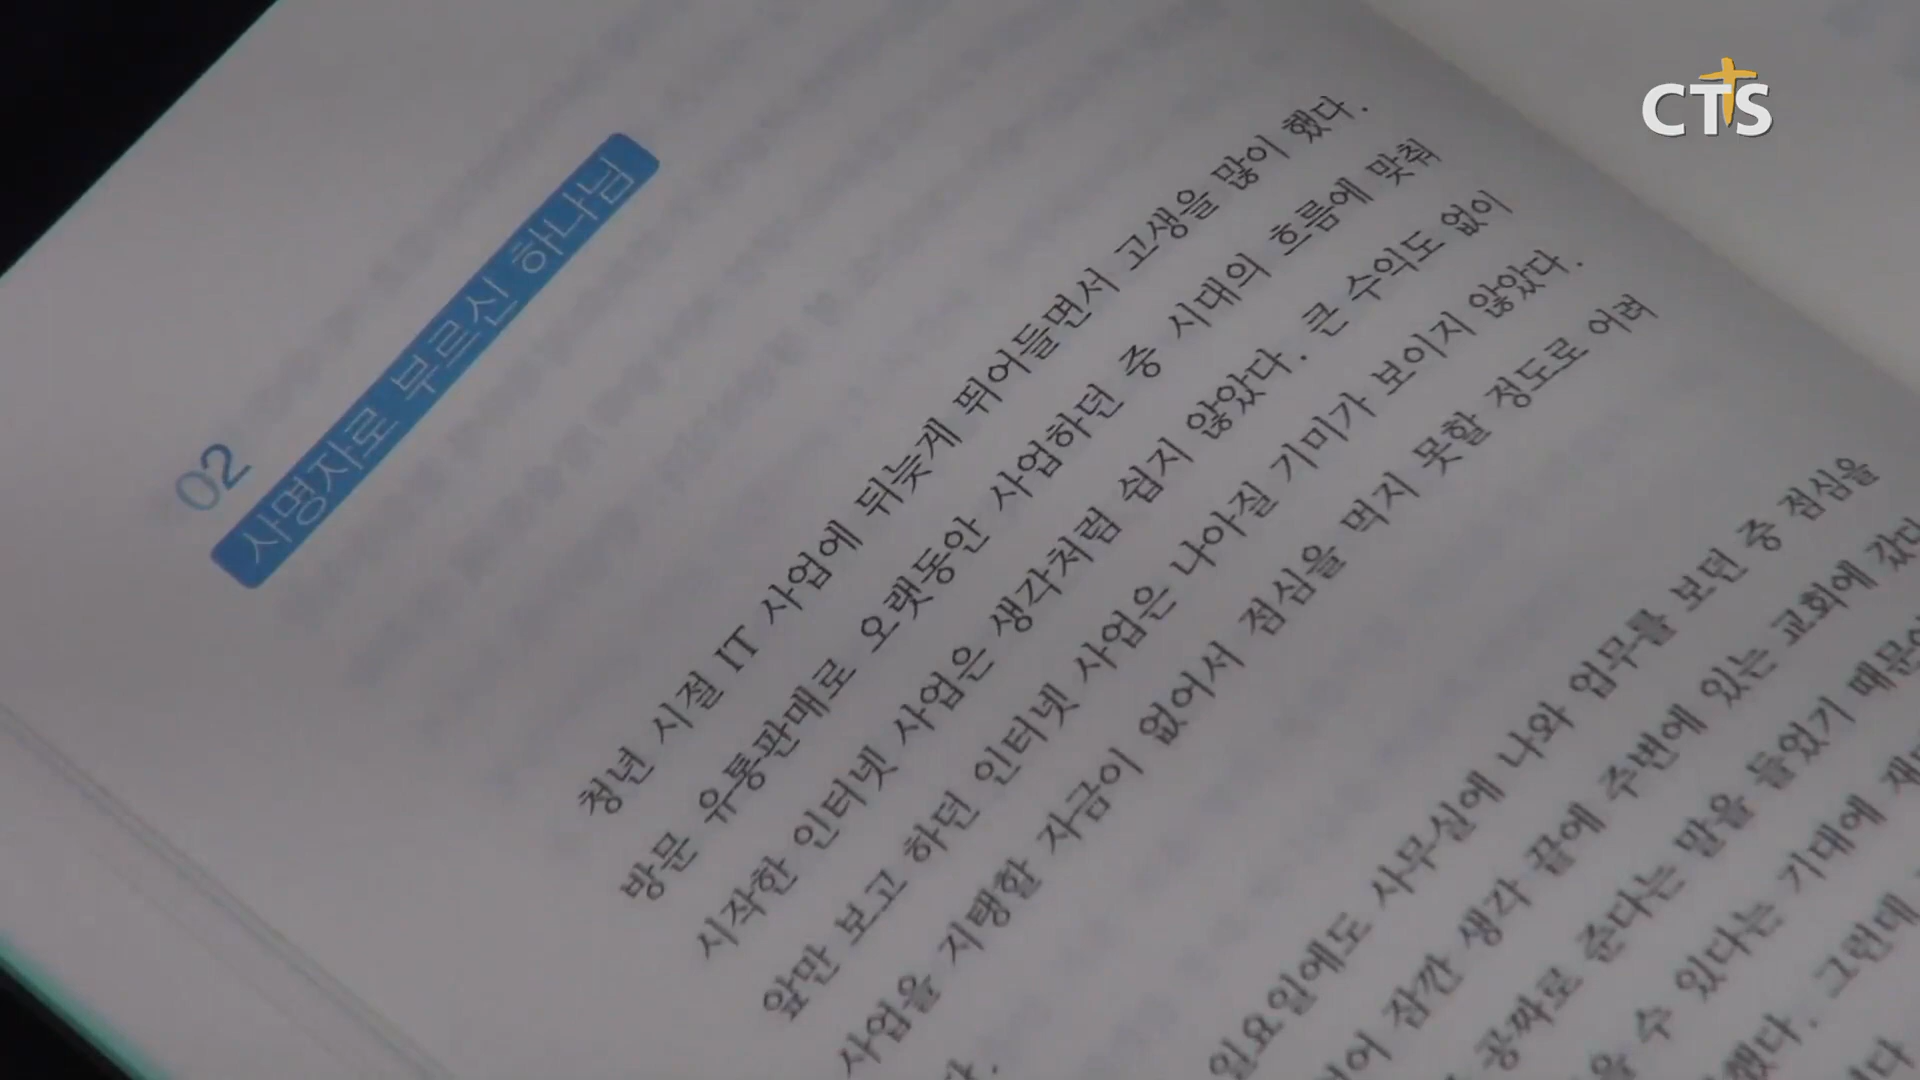 CTS
02
사명자로 부르신 하나님
청년 시절 IT 사업에 뒤늦게 뛰어들면서 고생을 많이 했다.
방문 유통판매로 오랫동안 사업하던 중 시대의 흐름에 맞춰
시작한 인터넷 사업은 생각처럼 쉽지 않았다. 큰 수익도 없이
앞만 보고 하던 인터넷 사업은 나아질 기미가 보이지 않았다.
사업을 지탱할 자금이 없어서 점심을 먹지 못할 정도로 어려
일요일에도 사무실에 나와 업무를 보던 중 점심을
잠깐 생각 끝에 주변에 있는 교회에 갔다
공짜로 준다는 말을 들었기 때문
수 있다는 기대에
그런데